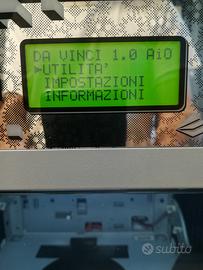 DA VINCI 1.0 AiO
UTILITA'
IMPOSTAZIONI
INFORMAZIONI
subito